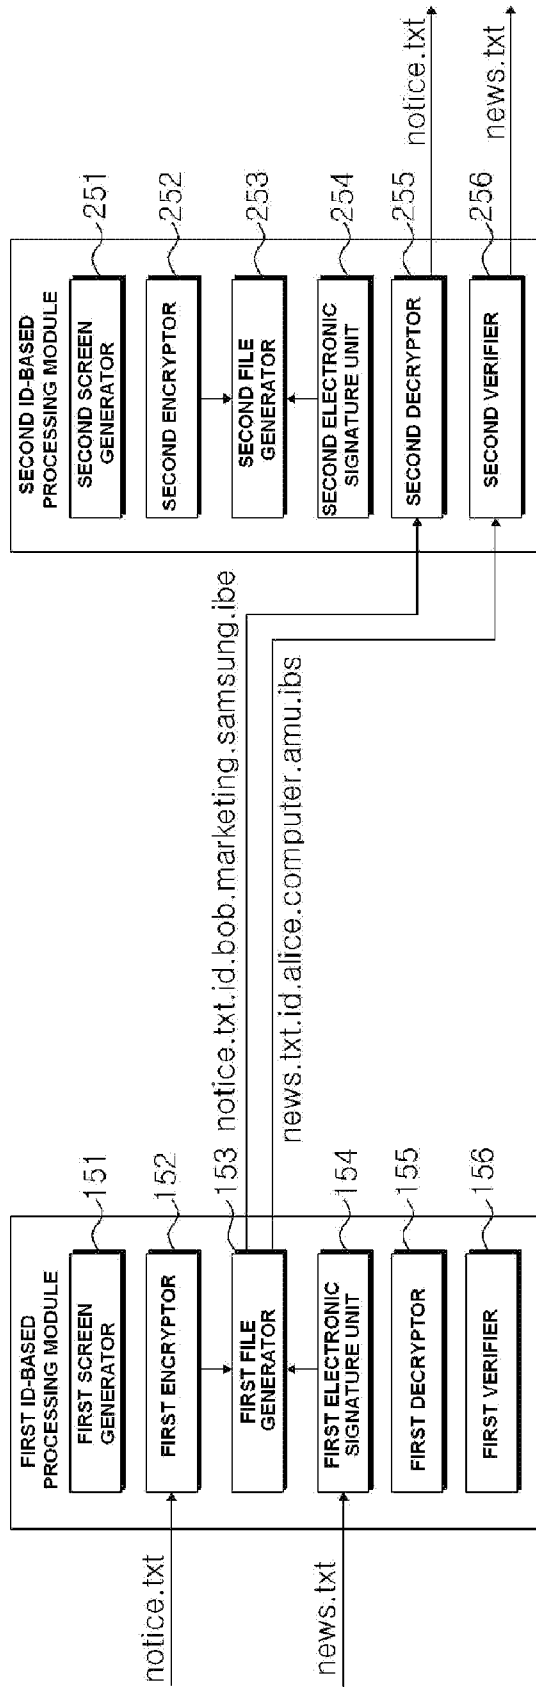 notice.txt
news.txt
FIRST ID-BASED
PROCESSING MODULE
FIRST SCREEN
GENERATOR
151
FIRST ENCRYPTOR
152
FIRST FILE
GENERATOR
153
FIRST ELECTRONIC
SIGNATURE UNIT
154
FIRST DECRYPTOR
155
FIRST VERIFIER
156
notice.txt.id.bob.marketing.samsung.ibe
news.txt.id.alice.computer.amu.ibs
SECOND ID-BASED
PROCESSING MODULE
SECOND SCREEN
GENERATOR
251
SECOND ENCRYPTOR
252
SECOND FILE
GENERATOR
253
SECOND ELECTRONIC
SIGNATURE UNIT
254
SECOND DECRYPTOR
255
SECOND VERIFIER
256
notice.txt
news.txt